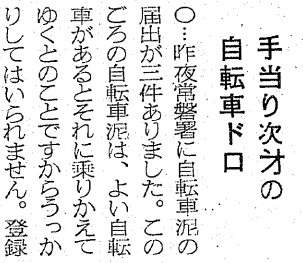 手当り次才の
自転車ドロ
○…昨夜常磐署に自転車泥の
届出が三件ありました。この
ごろの自転車泥は、よい自転
車があるとそれに乗りかえて
ゆくとのことですからうっか
りしてはいられません。登録